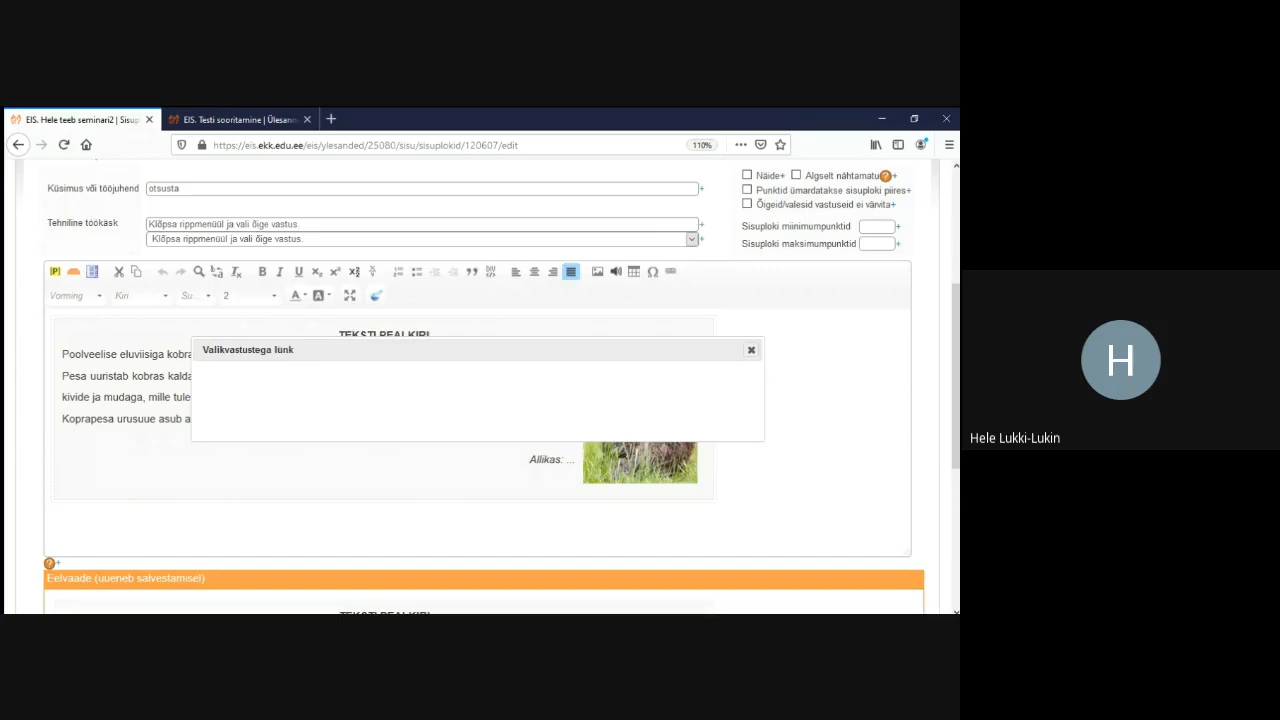 EIS. Hele teeb seminari2 | Sisup
EIS. Testi sooritamine | Ülesann
https://eis.ekk.edu.ee/eis/ylesanded/25080/sisu/sisuplokid/120607/edit
110%
Näide+ Algselt nähtamatu ?+
Küsimus või tööjuhend otsusta +
Punktid ümardatakse sisuploki piires+
Õigeid/valesid vastuseid ei värvita+
Tehniline töökäsk Klõpsa rippmenüül ja vali õige vastus. +
Sisuploki miinimumpunktid +
Klõpsa rippmenüül ja vali õige vastus. +
Sisuploki maksimumpunktid +
Vorming Kiri Su... 2
TEKSTI PEALKIRI
Valikvastustega lünk
Poolveelise eluviisiga kobra
Pesa uuristab kobras kalda
kivide ja mudaga, mille tule
Koprapesa urusuue asub a
Allikas: ...
?+
Eelvaade (uueneb salvestamisel)
TEKSTI PEALKIRI
H
Hele Lukki-Lukin